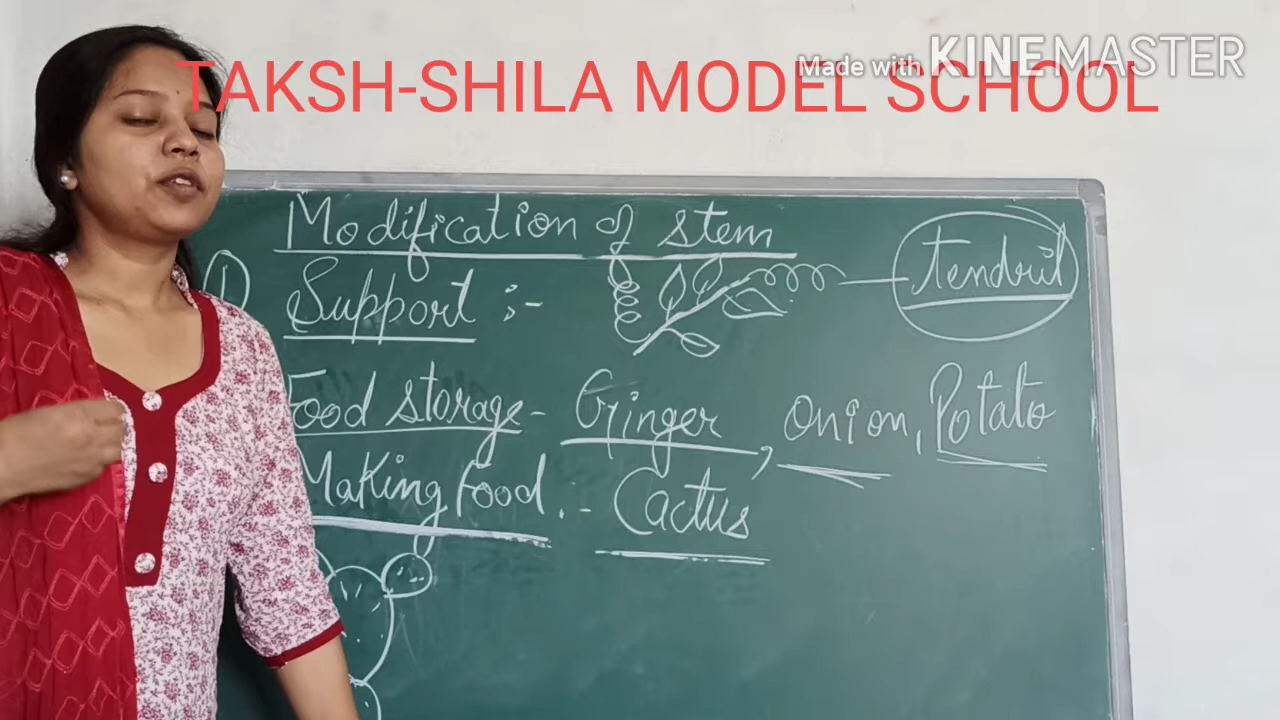 Made with KINEMASTER
TAKSH-SHILA MODEL SCHOOL
Modification of stem
1 Support :- tendril
Food storage - Ginger, onion, Potato
Making food :- Cactus